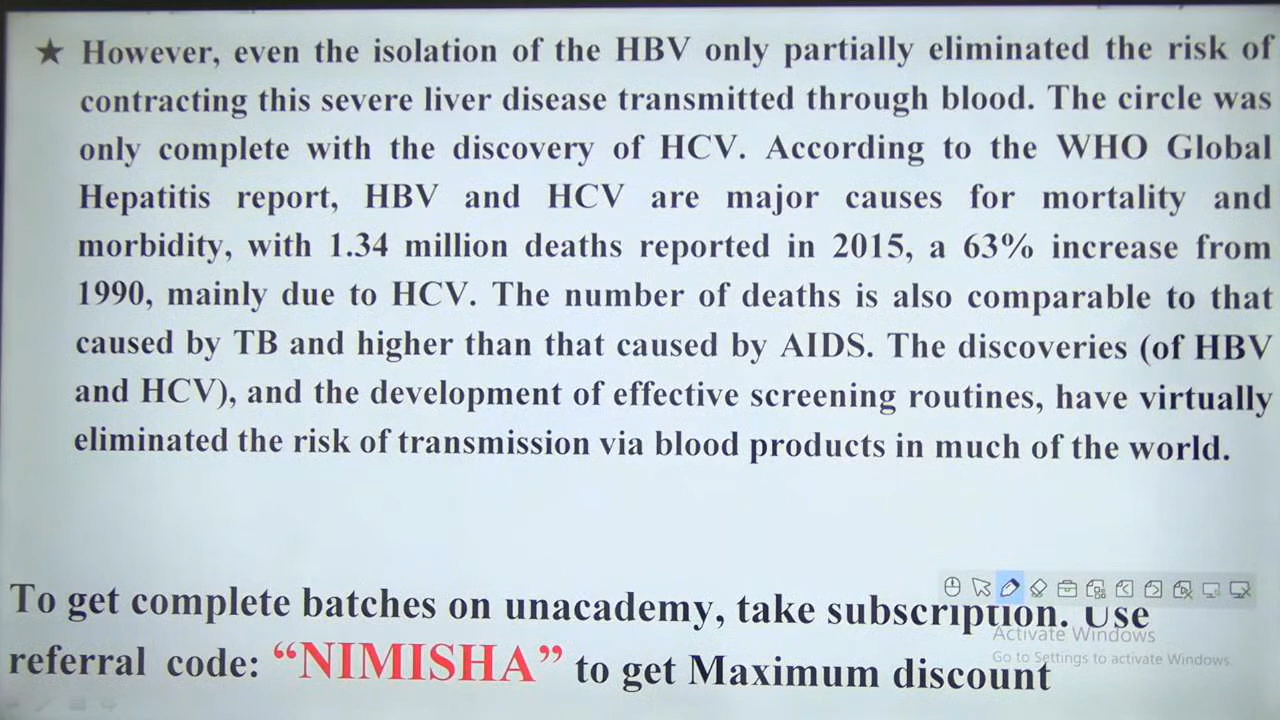 ★ However, even the isolation of the HBV only partially eliminated the risk of
contracting this severe liver disease transmitted through blood. The circle was
only complete with the discovery of HCV. According to the WHO Global
Hepatitis report, HBV and HCV are major causes for mortality and
morbidity, with 1.34 million deaths reported in 2015, a 63% increase from
1990, mainly due to HCV. The number of deaths is also comparable to that
caused by TB and higher than that caused by AIDS. The discoveries (of HBV
and HCV), and the development of effective screening routines, have virtually
eliminated the risk of transmission via blood products in much of the world.
To get complete batches on unacademy, take subscription. Use
referral code: “NIMISHA” to get Maximum discount
Activate Windows
Go to Settings to activate Windows.